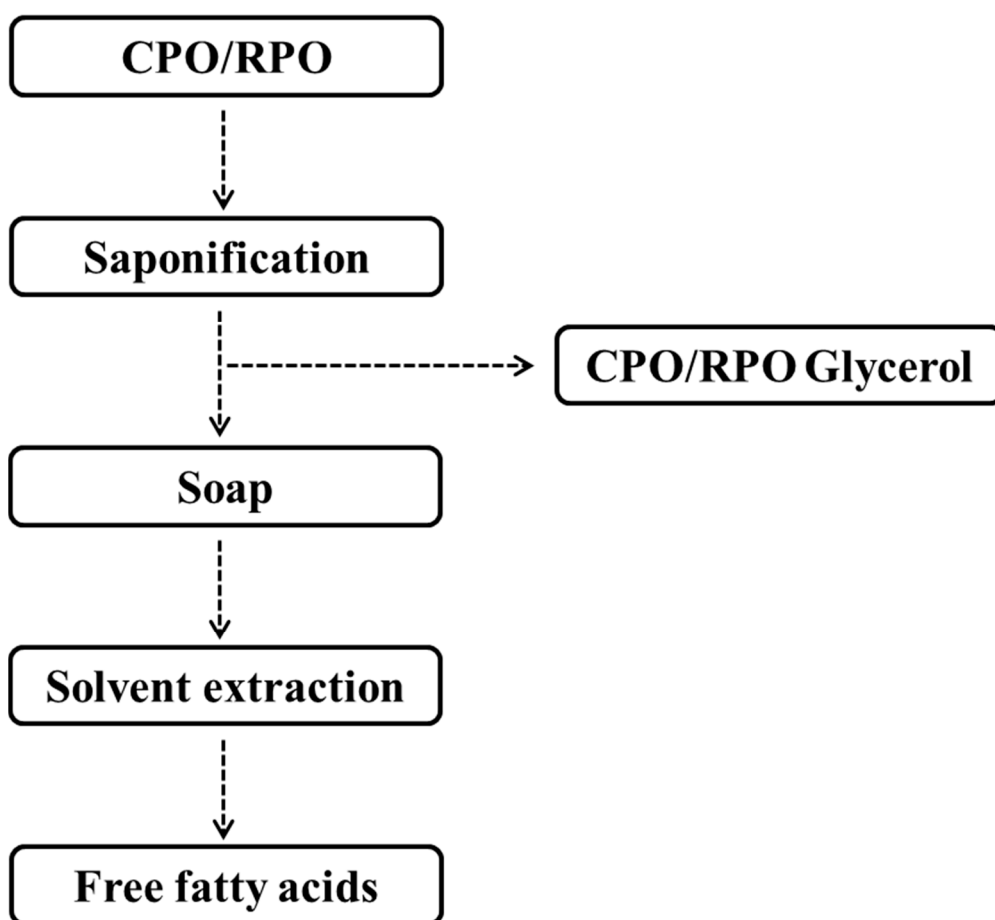 CPO/RPO
Saponification
CPO/RPO Glycerol
Soap
Solvent extraction
Free fatty acids